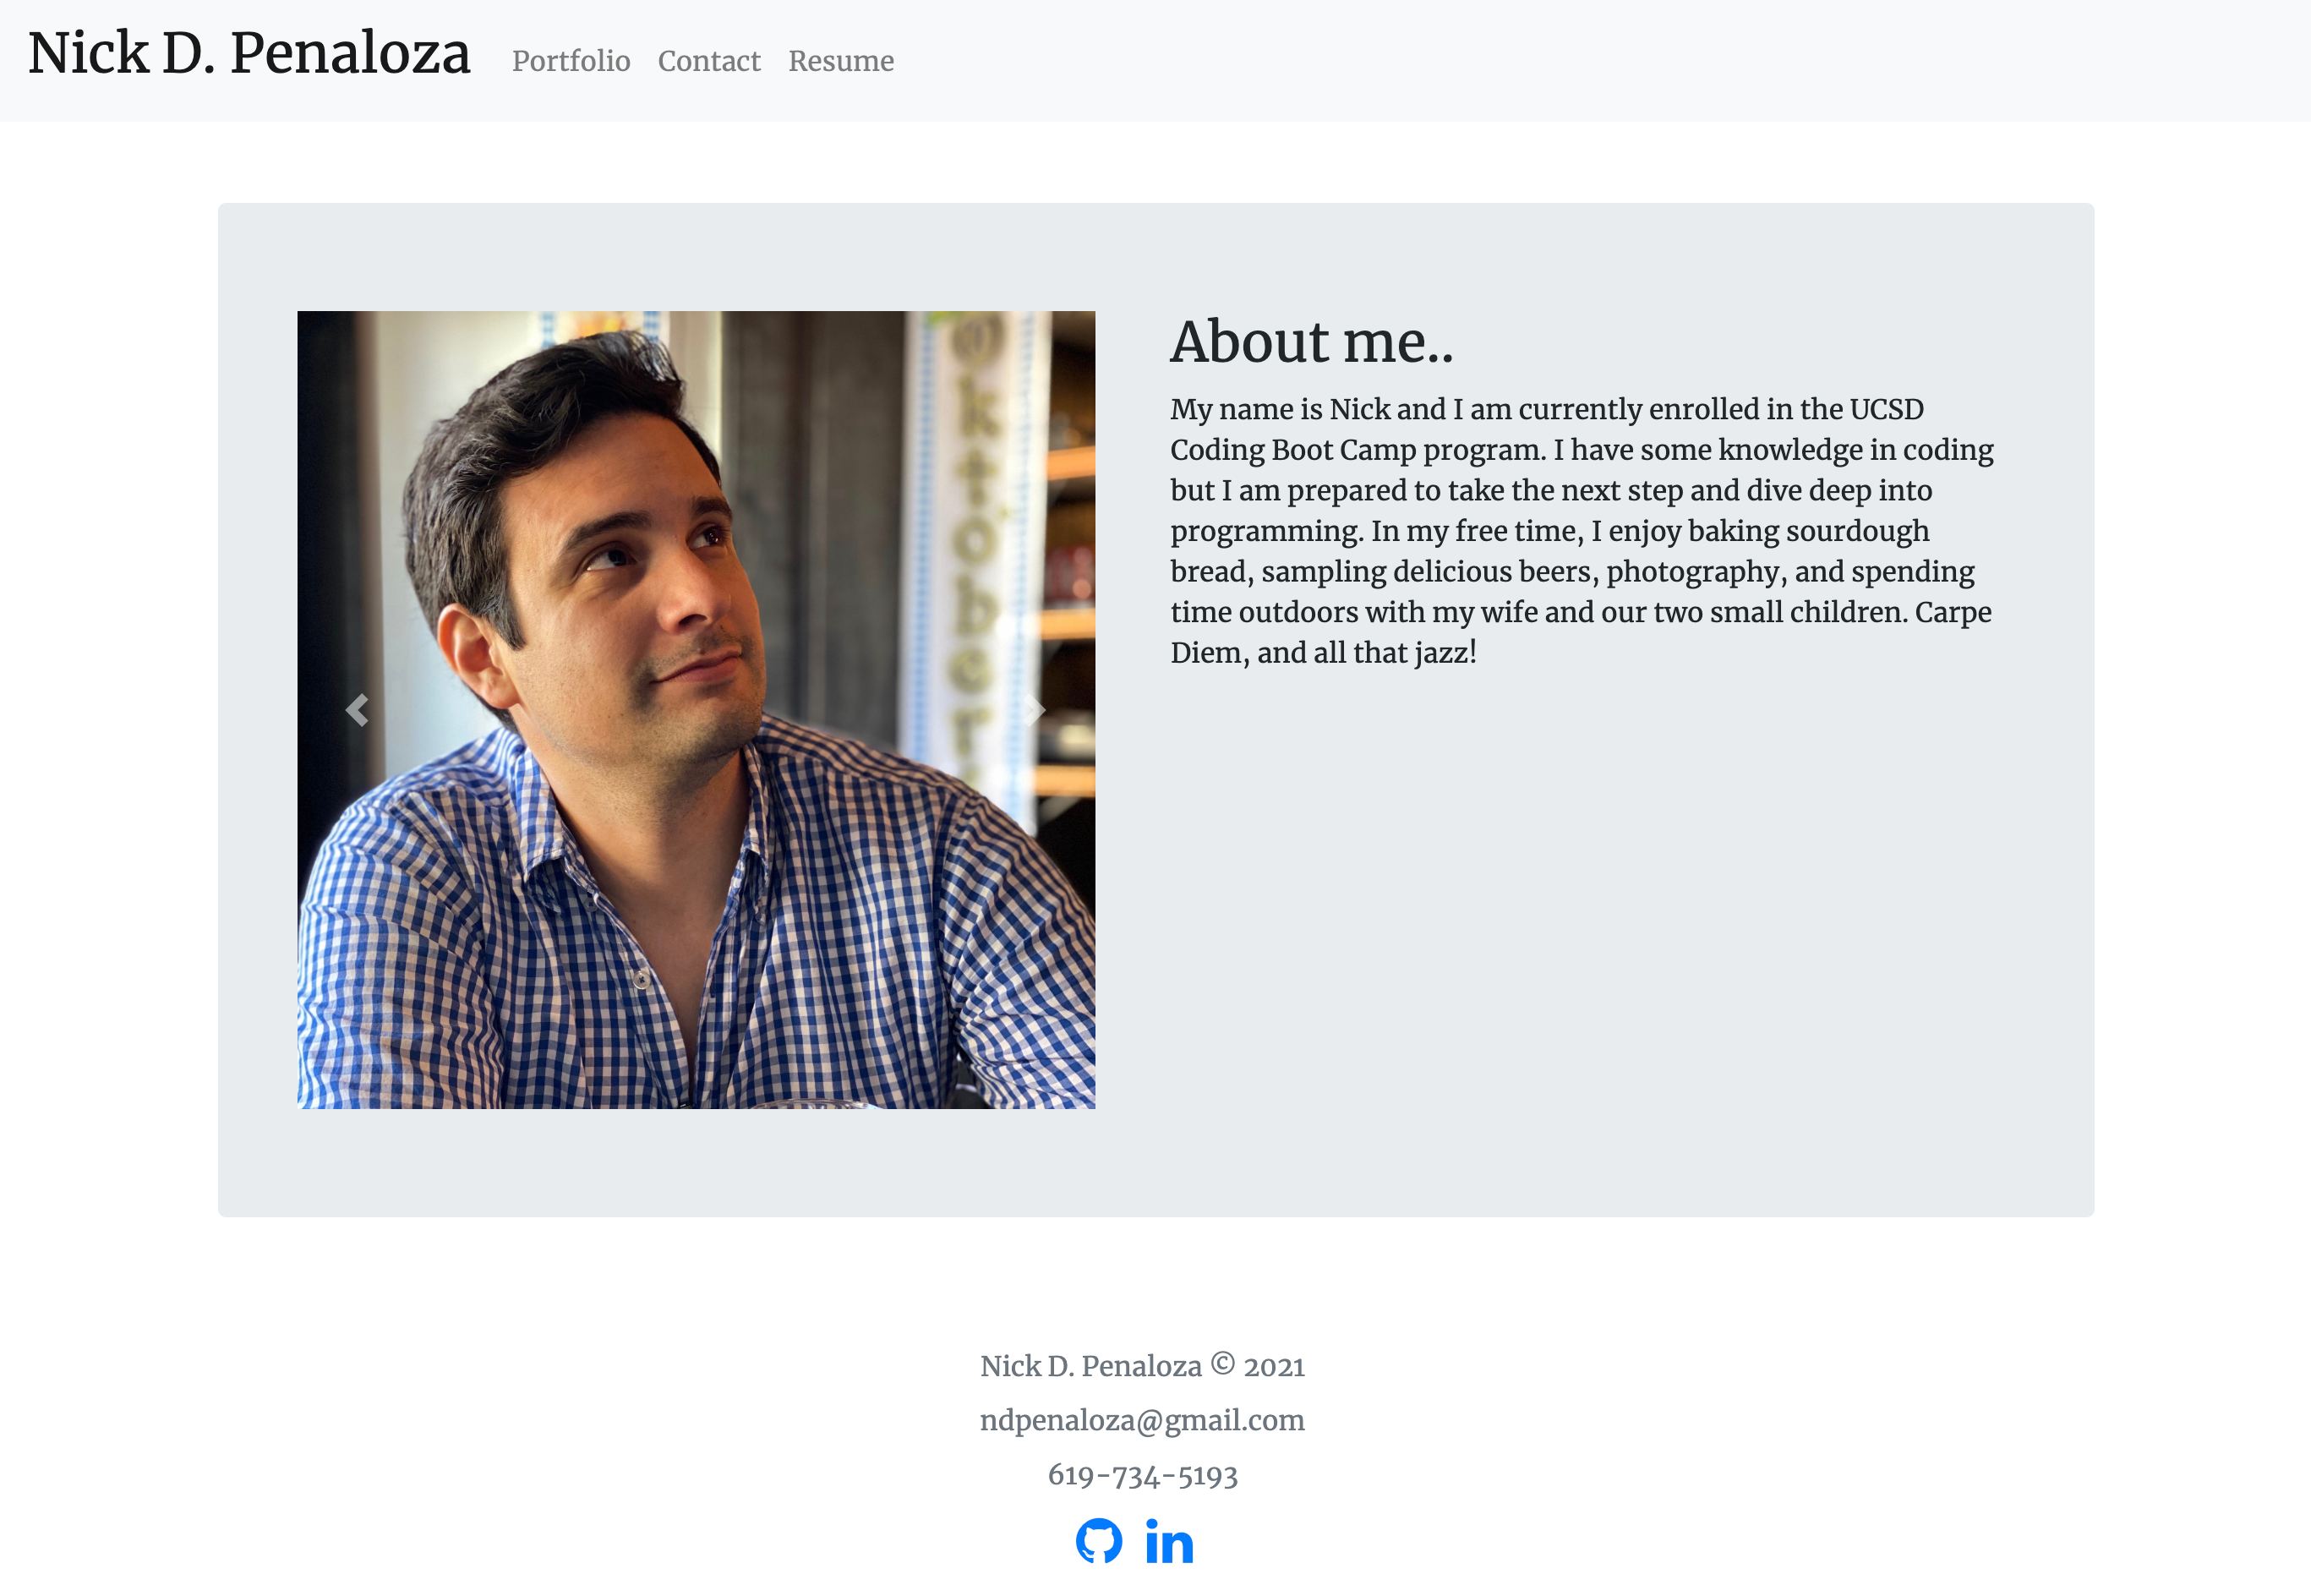 Nick D. Penaloza
Portfolio Contact Resume
About me..
My name is Nick and I am currently enrolled in the UCSD
Coding Boot Camp program. I have some knowledge in coding
but I am prepared to take the next step and dive deep into
programming. In my free time, I enjoy baking sourdough
bread, sampling delicious beers, photography, and spending
time outdoors with my wife and our two small children. Carpe
Diem, and all that jazz!
Nick D. Penaloza © 2021
ndpenaloza@gmail.com
619-734-5193
in